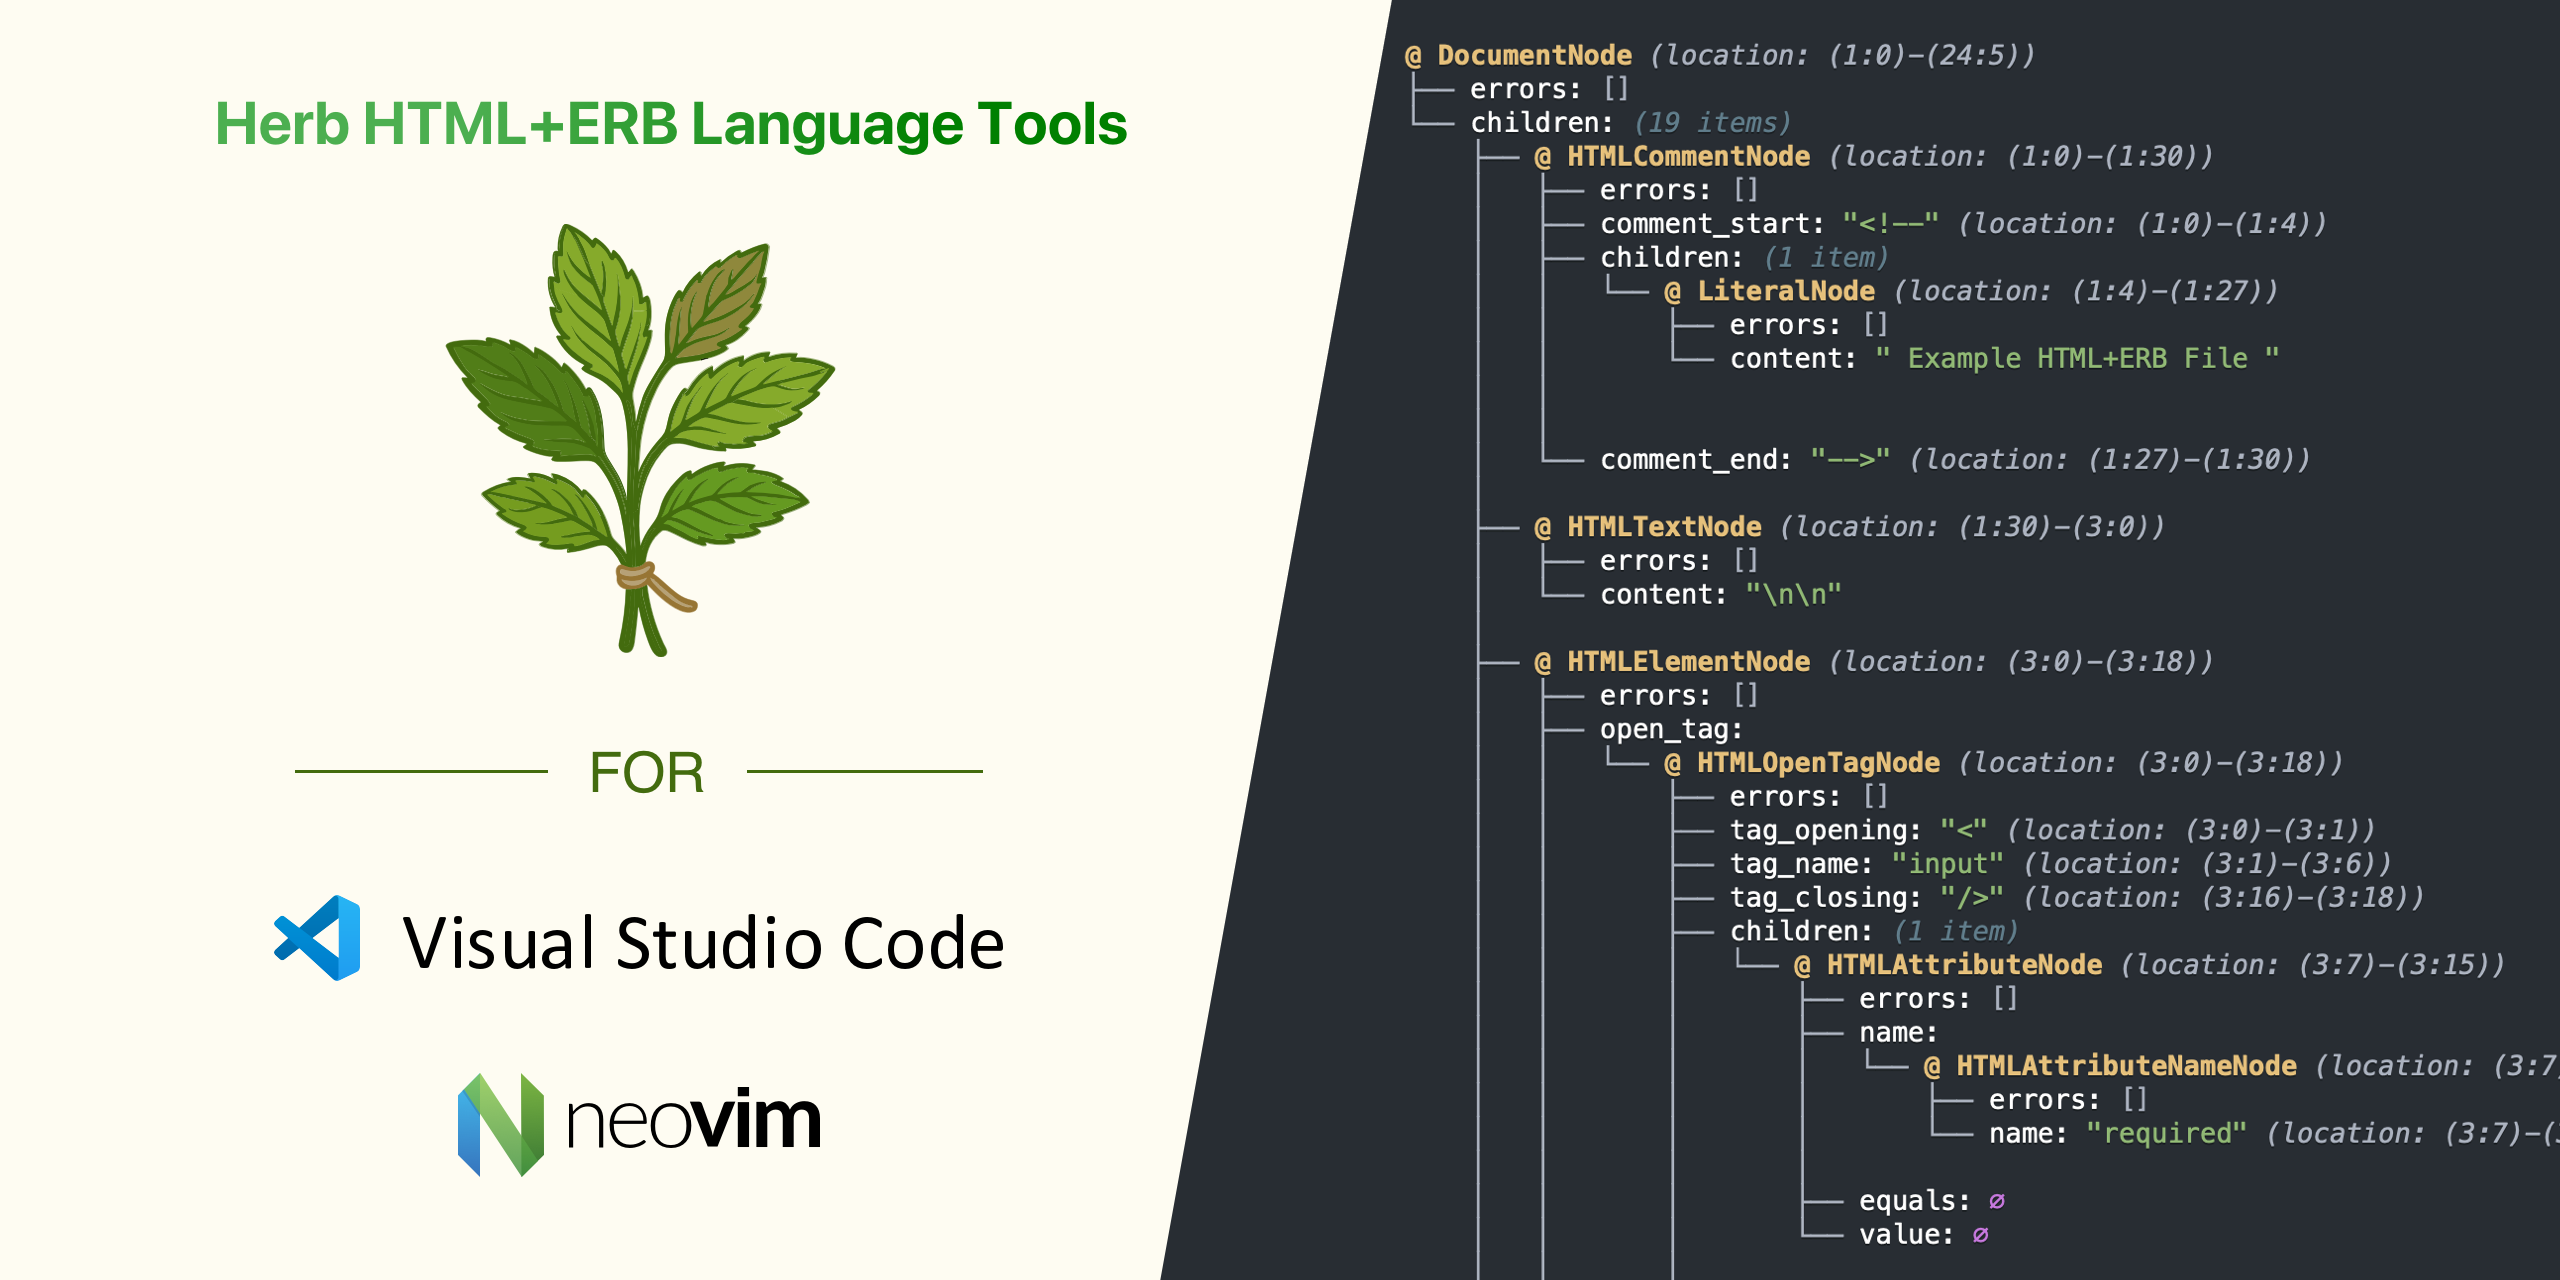 Herb HTML+ERB Language Tools
FOR
Visual Studio Code
neovim
@ DocumentNode (location: (1:0)-(24:5))
├── errors: []
└── children: (19 items)
├── @ HTMLCommentNode (location: (1:0)-(1:30))
├── errors: []
├── comment_start: "<!--" (location: (1:0)-(1:4))
├── children: (1 item)
└── @ LiteralNode (location: (1:4)-(1:27))
├── errors: []
└── content: " Example HTML+ERB File "
└── comment_end: "-->" (location: (1:27)-(1:30))
├── @ HTMLTextNode (location: (1:30)-(3:0))
├── errors: []
└── content: "\n\n"
├── @ HTMLElementNode (location: (3:0)-(3:18))
├── errors: []
├── open_tag:
└── @ HTMLOpenTagNode (location: (3:0)-(3:18))
├── errors: []
├── tag_opening: "<" (location: (3:0)-(3:1))
├── tag_name: "input" (location: (3:1)-(3:6))
├── tag_closing: "/>" (location: (3:16)-(3:18))
├── children: (1 item)
└── @ HTMLAttributeNode (location: (3:7)-(3:15))
├── errors: []
├── name:
└── @ HTMLAttributeNameNode (location: (3:7)
├── errors: []
└── name: "required" (location: (3:7)-(3
├── equals: ∅
└── value: ∅